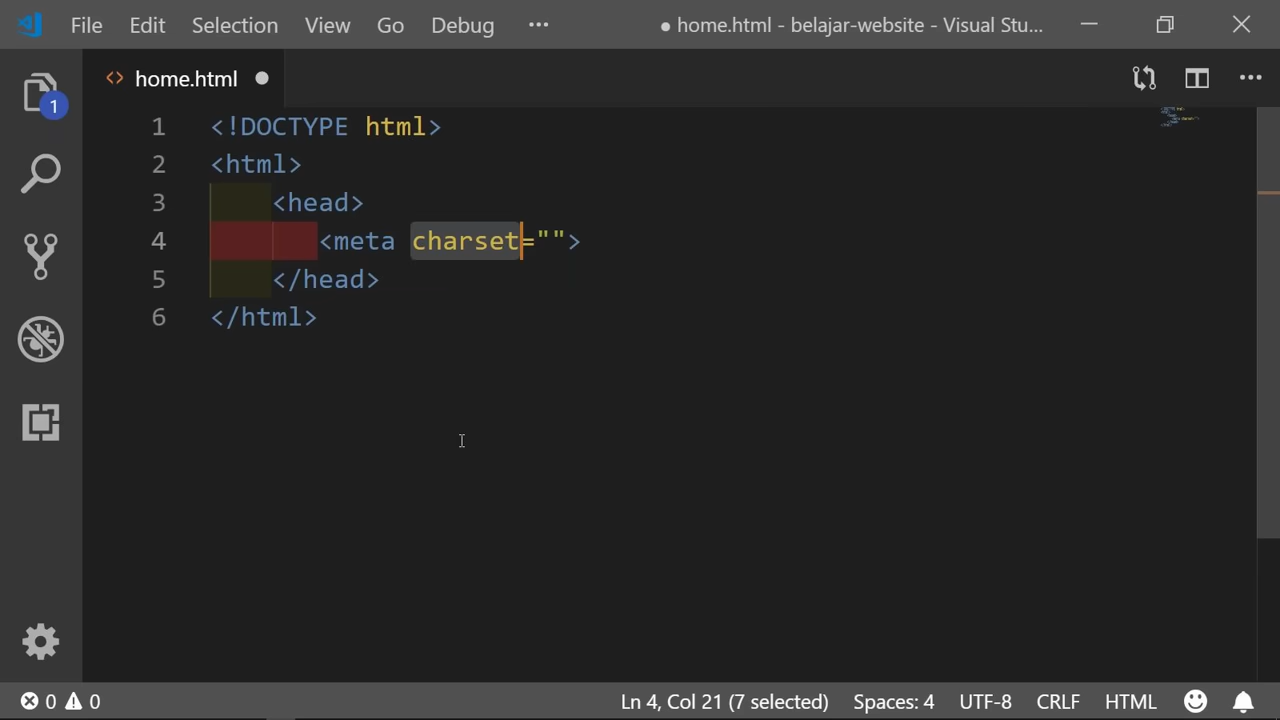 File Edit Selection View Go Debug ··· ● home.html - belajar-website - Visual Stu...
<> home.html ●
1
1 <!DOCTYPE html>
2 <html>
3 <head>
4 <meta charset="">
5 </head>
6 </html>
0 0 Ln 4, Col 21 (7 selected) Spaces: 4 UTF-8 CRLF HTML